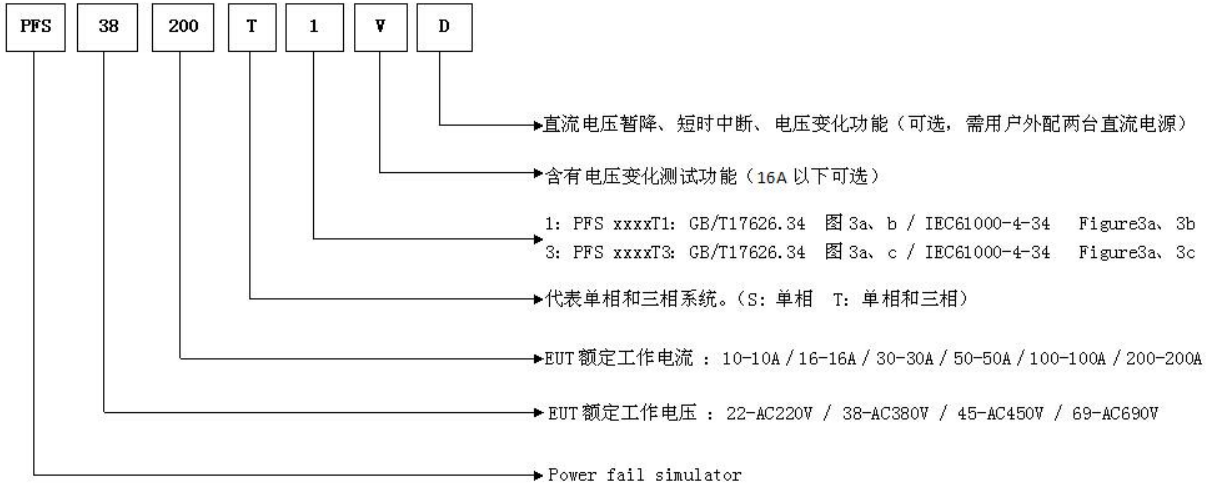 PFS 38 200 T 1 V D
直流电压暂降、短时中断、电压变化功能（可选，需用户外配两台直流电源）
含有电压变化测试功能（16A 以下可选）
1: PFS xxxxT1: GB/T17626.34 图 3a、b / IEC61000-4-34 Figure3a、3b
3: PFS xxxxT3: GB/T17626.34 图 3a、c / IEC61000-4-34 Figure3a、3c
代表单相和三相系统。（S: 单相 T: 单相和三相）
EUT 额定工作电流 ：10-10A / 16-16A / 30-30A / 50-50A / 100-100A / 200-200A
EUT 额定工作电压 ：22-AC220V / 38-AC380V / 45-AC450V / 69-AC690V
Power fail simulator